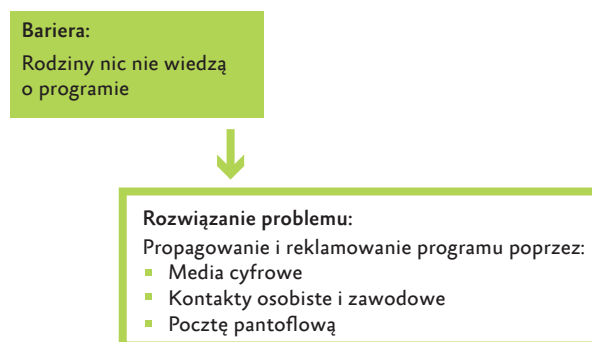 Bariera:
Rodziny nic nie wiedzą
o programie
Rozwiązanie problemu:
Propagowanie i reklamowanie programu poprzez:
Media cyfrowe
Kontakty osobiste i zawodowe
Pocztę pantoflową